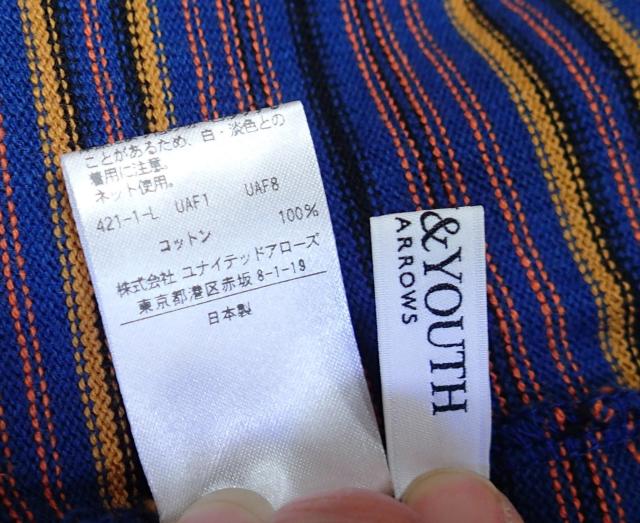 ことがあるため、白・淡色との
着用に注意。
ネット使用。
421-1-L UAF1 UAF8
コットン 100%
株式会社 ユナイテッドアローズ
東京都港区赤坂8-1-19
日本製
&YOUTH
ARROWS